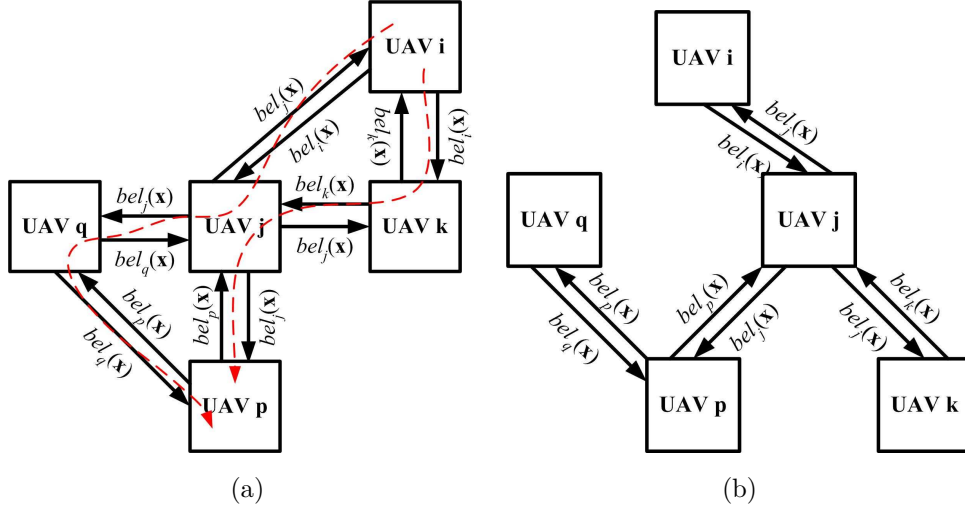 UAV i
bel_j(x)
bel_i(x)
bel_k(x)
bel_i(x)
UAV q
bel_j(x)
bel_q(x)
UAV j
bel_k(x)
bel_j(x)
UAV k
bel_p(x)
bel_q(x)
bel_p(x)
bel_j(x)
UAV p
(a)
UAV i
bel_j(x)
bel_i(x)
UAV q
UAV j
bel_p(x)
bel_q(x)
bel_p(x)
bel_j(x)
bel_k(x)
bel_j(x)
UAV p
UAV k
(b)